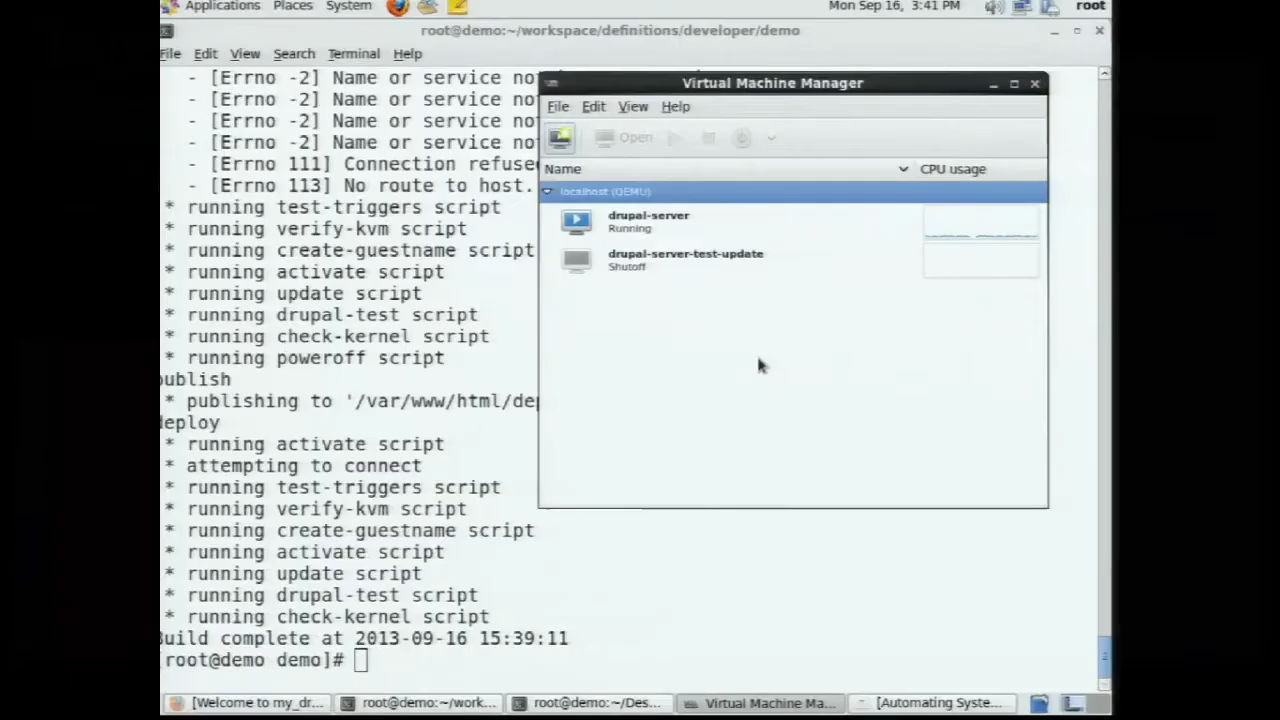 Applications Places System Mon Sep 16, 3:41 PM root
root@demo:~/workspace/definitions/developer/demo
File Edit View Search Terminal Help
- [Errno -2] Name or service no
- [Errno -2] Name or service no
- [Errno -2] Name or service no
- [Errno -2] Name or service no
- [Errno 111] Connection refuse
- [Errno 113] No route to host.
* running test-triggers script
* running verify-kvm script
* running create-guestname script
* running activate script
* running update script
* running drupal-test script
* running check-kernel script
* running poweroff script
publish
* publishing to '/var/www/html/dep
deploy
* running activate script
* attempting to connect
* running test-triggers script
* running verify-kvm script
* running create-guestname script
* running activate script
* running update script
* running drupal-test script
* running check-kernel script
Build complete at 2013-09-16 15:39:11
[root@demo demo]#
Virtual Machine Manager
File Edit View Help
Open
Name CPU usage
localhost (QEMU)
drupal-server
Running
drupal-server-test-update
Shutoff
[Welcome to my_dr... root@demo:~/work... root@demo:~/Des... Virtual Machine Ma... [Automating Syste...